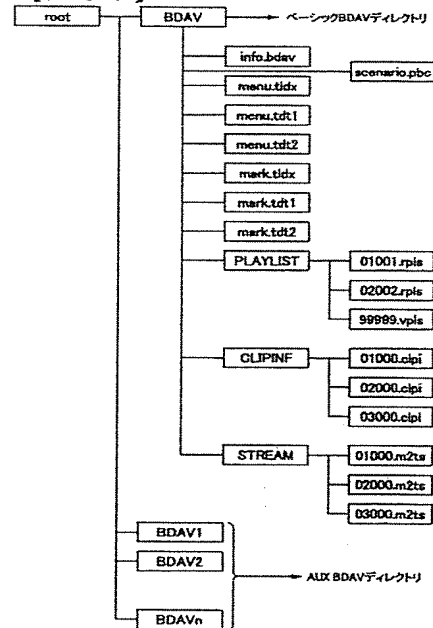 root
BDAV
ベーシックBDAVディレクトリ
info.bdav
scenario.pbc
menu.tidx
menu.tdt1
menu.tdt2
mark.tidx
mark.tdt1
mark.tdt2
PLAYLIST
01001.rpls
02002.rpls
99999.vpls
CLIPINF
01000.clpi
02000.clpi
03000.clpi
STREAM
01000.m2ts
02000.m2ts
03000.m2ts
BDAV1
BDAV2
AUX BDAVディレクトリ
BDAVn